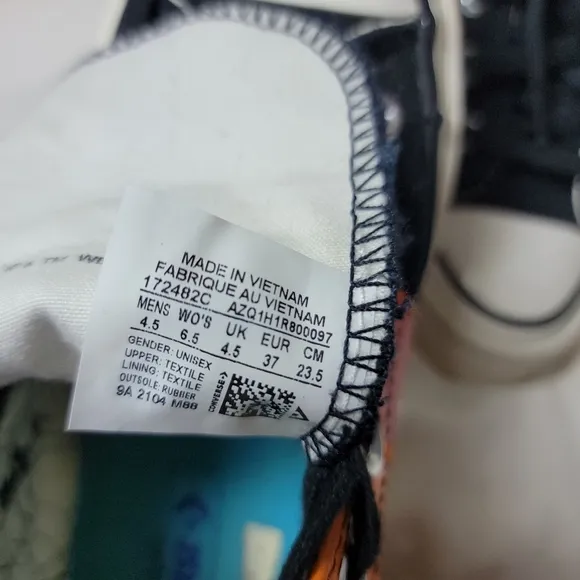 MADE IN VIETNAM
FABRIQUE AU VIETNAM
172482C AZQ1H1R800097
MENS WO'S UK EUR CM
4.5 6.5 4.5 37 23.5
GENDER: UNISEX
UPPER: TEXTILE
LINING: TEXTILE
OUTSOLE: RUBBER
9A 2104 M88
CONVERSE